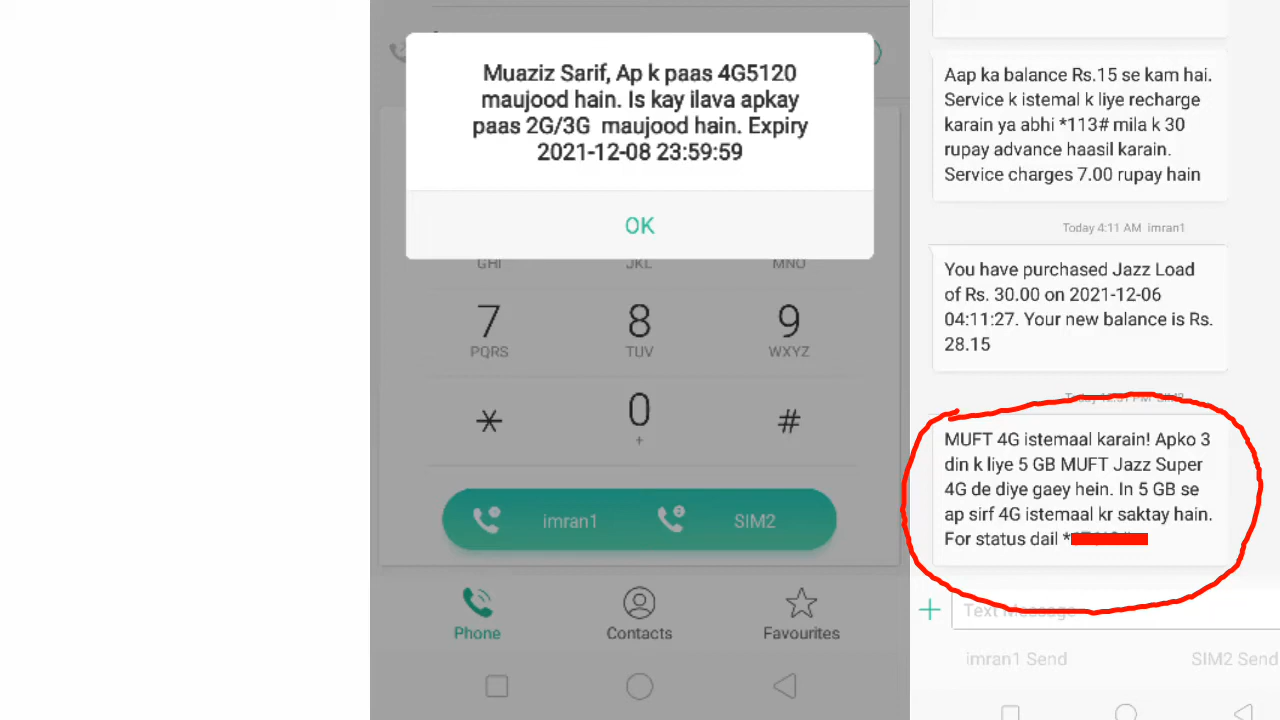 Muaziz Sarif, Ap k paas 4G5120
maujood hain. Is kay ilava apkay
paas 2G/3G maujood hain. Expiry
2021-12-08 23:59:59
OK
GHI JKL MNO
7 8 9
PQRS TUV WXYZ
* 0 #
+
imran1 SIM2
Phone Contacts Favourites
Aap ka balance Rs.15 se kam hai.
Service k istemal k liye recharge
karain ya abhi *113# mila k 30
rupay advance haasil karain.
Service charges 7.00 rupay hain
Today 4:11 AM imran1
You have purchased Jazz Load
of Rs. 30.00 on 2021-12-06
04:11:27. Your new balance is Rs.
28.15
Today PM SIM2
MUFT 4G istemaal karain! Apko 3
din k liye 5 GB MUFT Jazz Super
4G de diye gaey hein. In 5 GB se
ap sirf 4G istemaal kr saktay hain.
For status dail *
Text Message
imran1 Send SIM2 Send